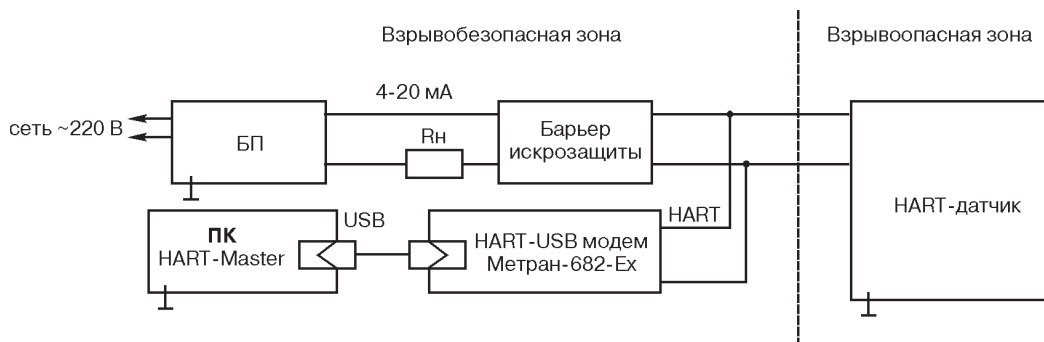 Взрывобезопасная зона
Взрывоопасная зона
4-20 мА
сеть ~220 В
БП
Rн
Барьер
искрозащиты
HART-датчик
ПК
HART-Master
USB
HART
HART-USB модем
Метран-682-Ex